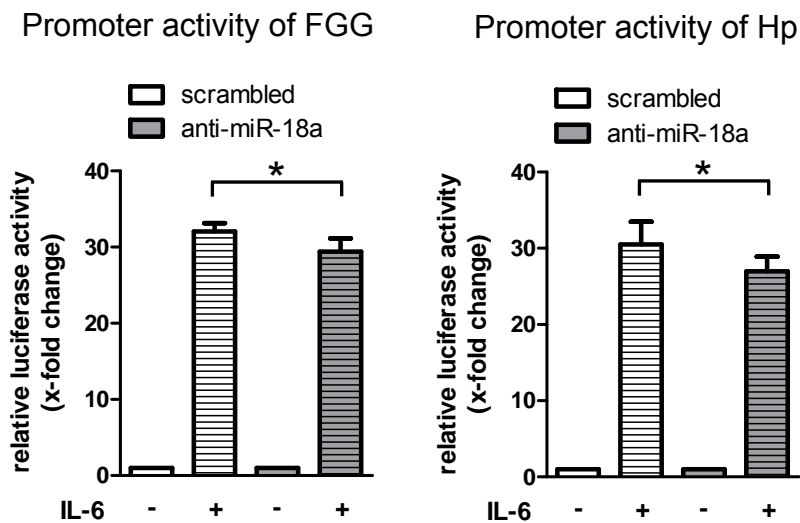 Promoter activity of FGG
scrambled
anti-miR-18a
relative luciferase activity
(x-fold change)
40
30
20
10
0
*
IL-6 - + - +
Promoter activity of Hp
scrambled
anti-miR-18a
relative luciferase activity
(x-fold change)
40
30
20
10
0
*
IL-6 - + - +